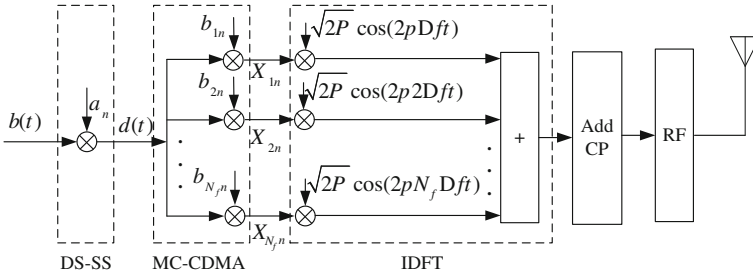 b(t)
a_n
d(t)
b_{1n}
X_{1n}
√2P cos(2pDft)
b_{2n}
X_{2n}
√2P cos(2p2Dft)
b_{N_f n}
X_{N_f n}
√2P cos(2pN_f Dft)
+
Add
CP
RF
DS-SS
MC-CDMA
IDFT